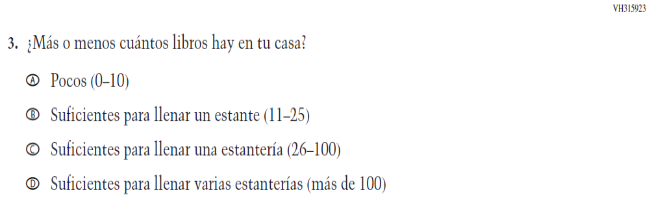 VH315923
3. ¿Más o menos cuántos libros hay en tu casa?
Ⓐ Pocos (0–10)
Ⓑ Suficientes para llenar un estante (11–25)
Ⓒ Suficientes para llenar una estantería (26–100)
Ⓓ Suficientes para llenar varias estanterías (más de 100)